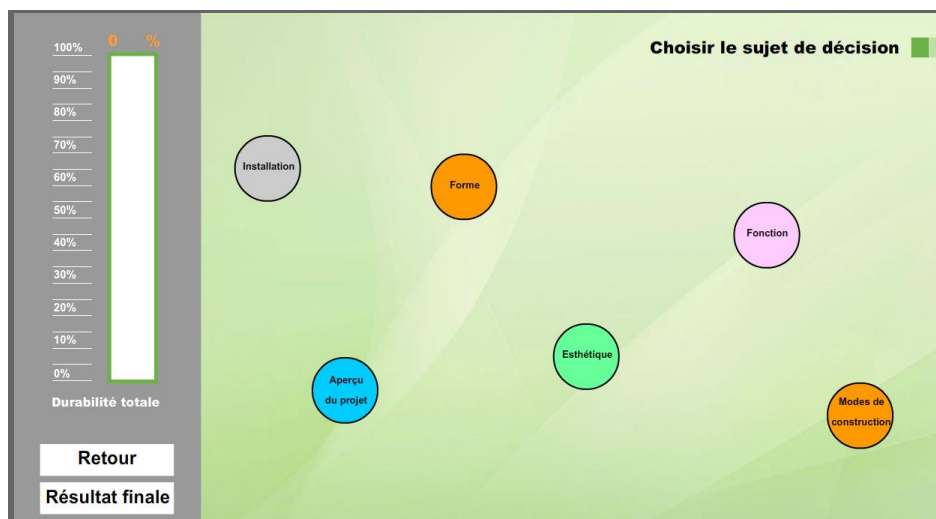 0 %
100%
90%
80%
70%
60%
50%
40%
30%
20%
10%
0%
Durabilité totale
Retour
Résultat finale
Choisir le sujet de décision
Installation
Forme
Fonction
Esthétique
Aperçu
du projet
Modes de
construction